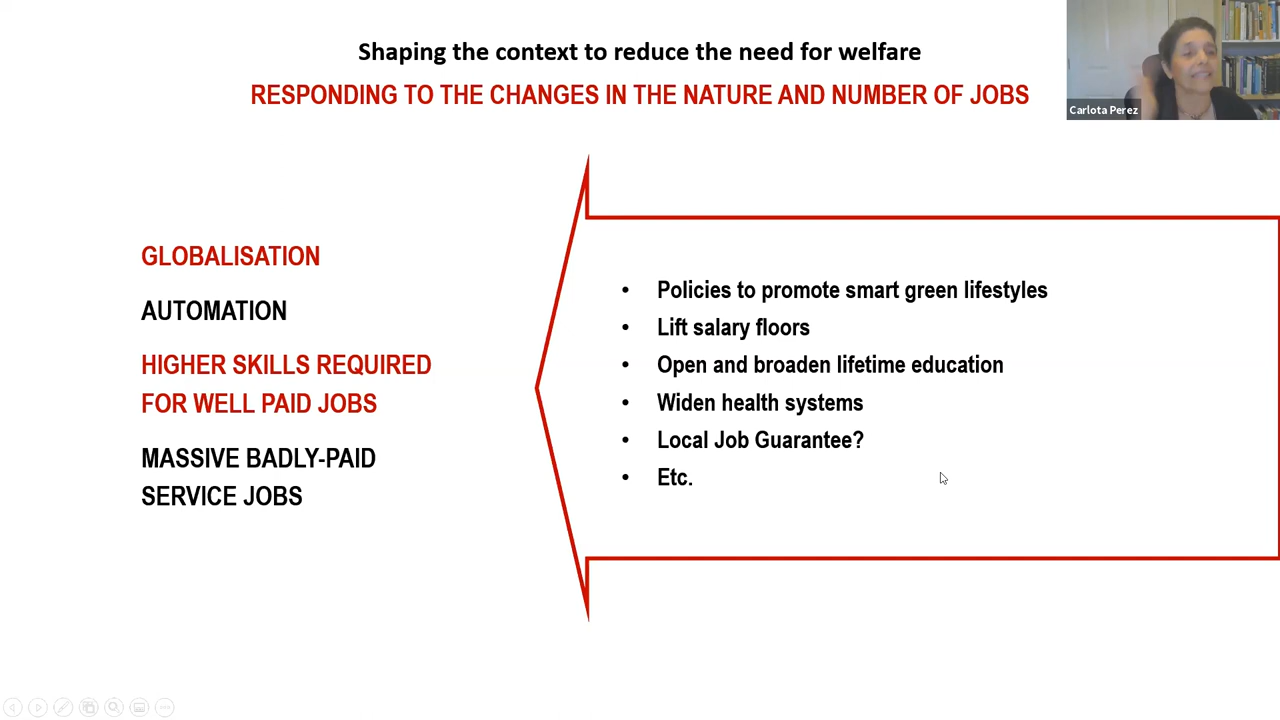 Shaping the context to reduce the need for welfare
RESPONDING TO THE CHANGES IN THE NATURE AND NUMBER OF JOBS
Carlota Perez
GLOBALISATION
AUTOMATION
HIGHER SKILLS REQUIRED
FOR WELL PAID JOBS
MASSIVE BADLY-PAID
SERVICE JOBS
• Policies to promote smart green lifestyles
• Lift salary floors
• Open and broaden lifetime education
• Widen health systems
• Local Job Guarantee?
• Etc.